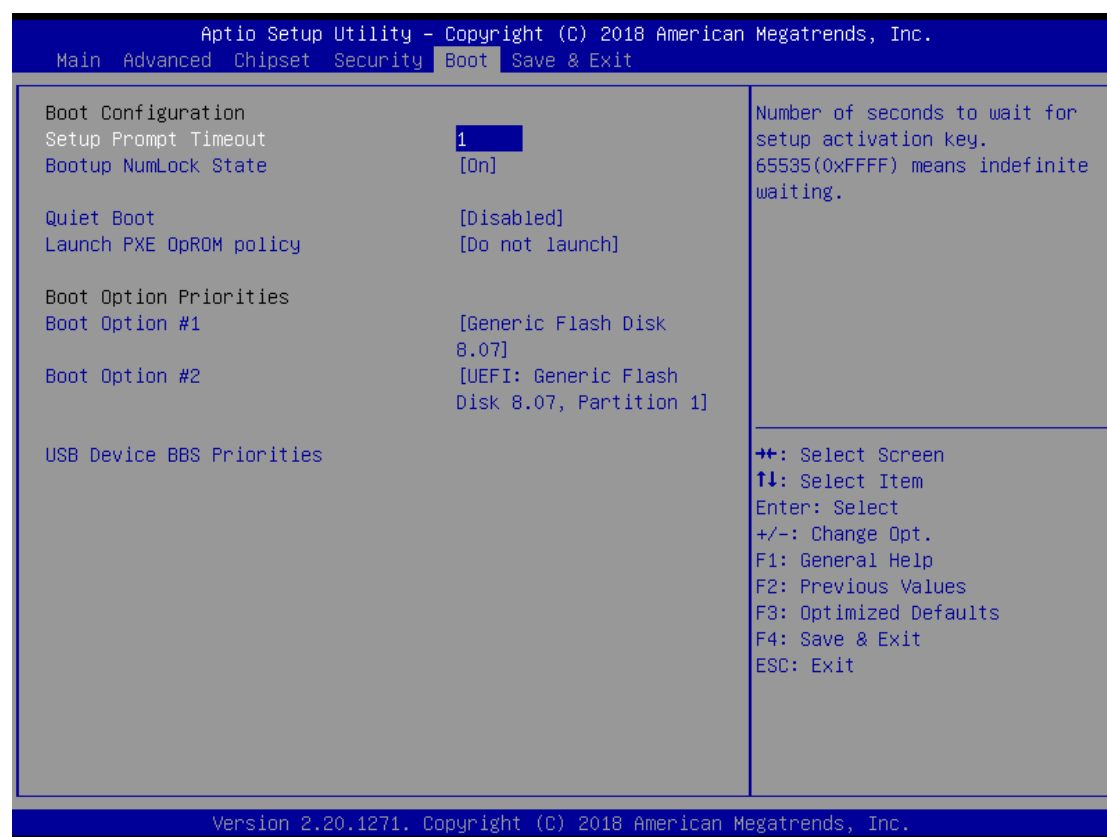 Aptio Setup Utility – Copyright (C) 2018 American Megatrends, Inc.
Main Advanced Chipset Security Boot Save & Exit
Boot Configuration
Setup Prompt Timeout 1
Bootup NumLock State [On]
Quiet Boot [Disabled]
Launch PXE OpROM policy [Do not launch]
Boot Option Priorities
Boot Option #1 [Generic Flash Disk
8.07]
Boot Option #2 [UEFI: Generic Flash
Disk 8.07, Partition 1]
USB Device BBS Priorities
Number of seconds to wait for
setup activation key.
65535(0xFFFF) means indefinite
waiting.
→←: Select Screen
↑↓: Select Item
Enter: Select
+/-: Change Opt.
F1: General Help
F2: Previous Values
F3: Optimized Defaults
F4: Save & Exit
ESC: Exit
Version 2.20.1271. Copyright (C) 2018 American Megatrends, Inc.